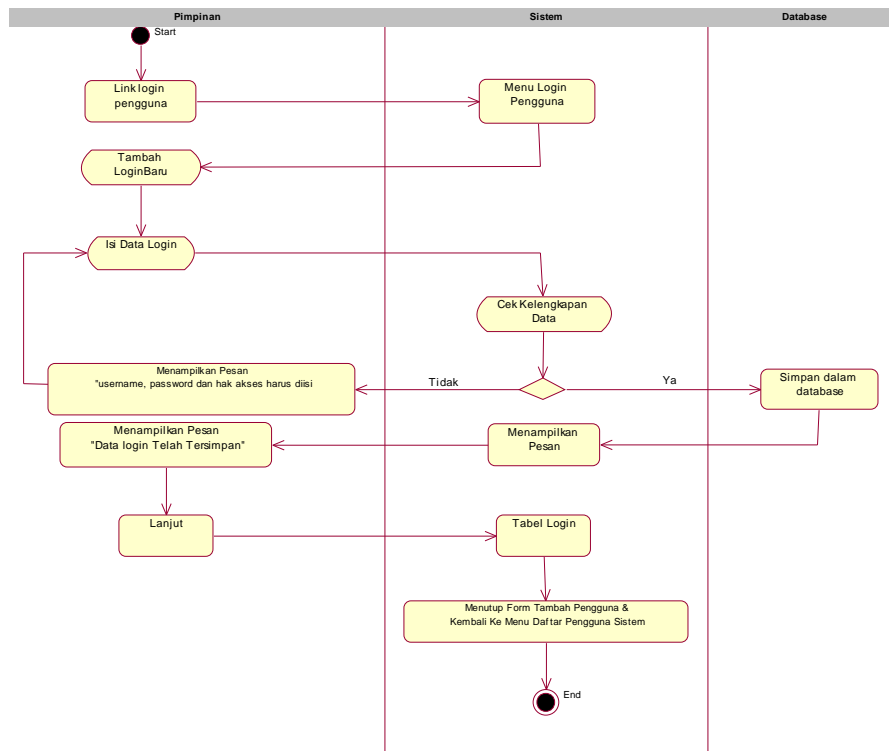 Pimpinan
Sistem
Database
Start
Link login
pengguna
Menu Login
Pengguna
Tambah
LoginBaru
Isi Data Login
Cek Kelengkapan
Data
Menampilkan Pesan
"username, password dan hak akses harus diisi
Tidak
Ya
Simpan dalam
database
Menampilkan Pesan
"Data login Telah Tersimpan"
Menampilkan
Pesan
Lanjut
Tabel Login
Menutup Form Tambah Pengguna &
Kembali Ke Menu Daftar Pengguna Sistem
End